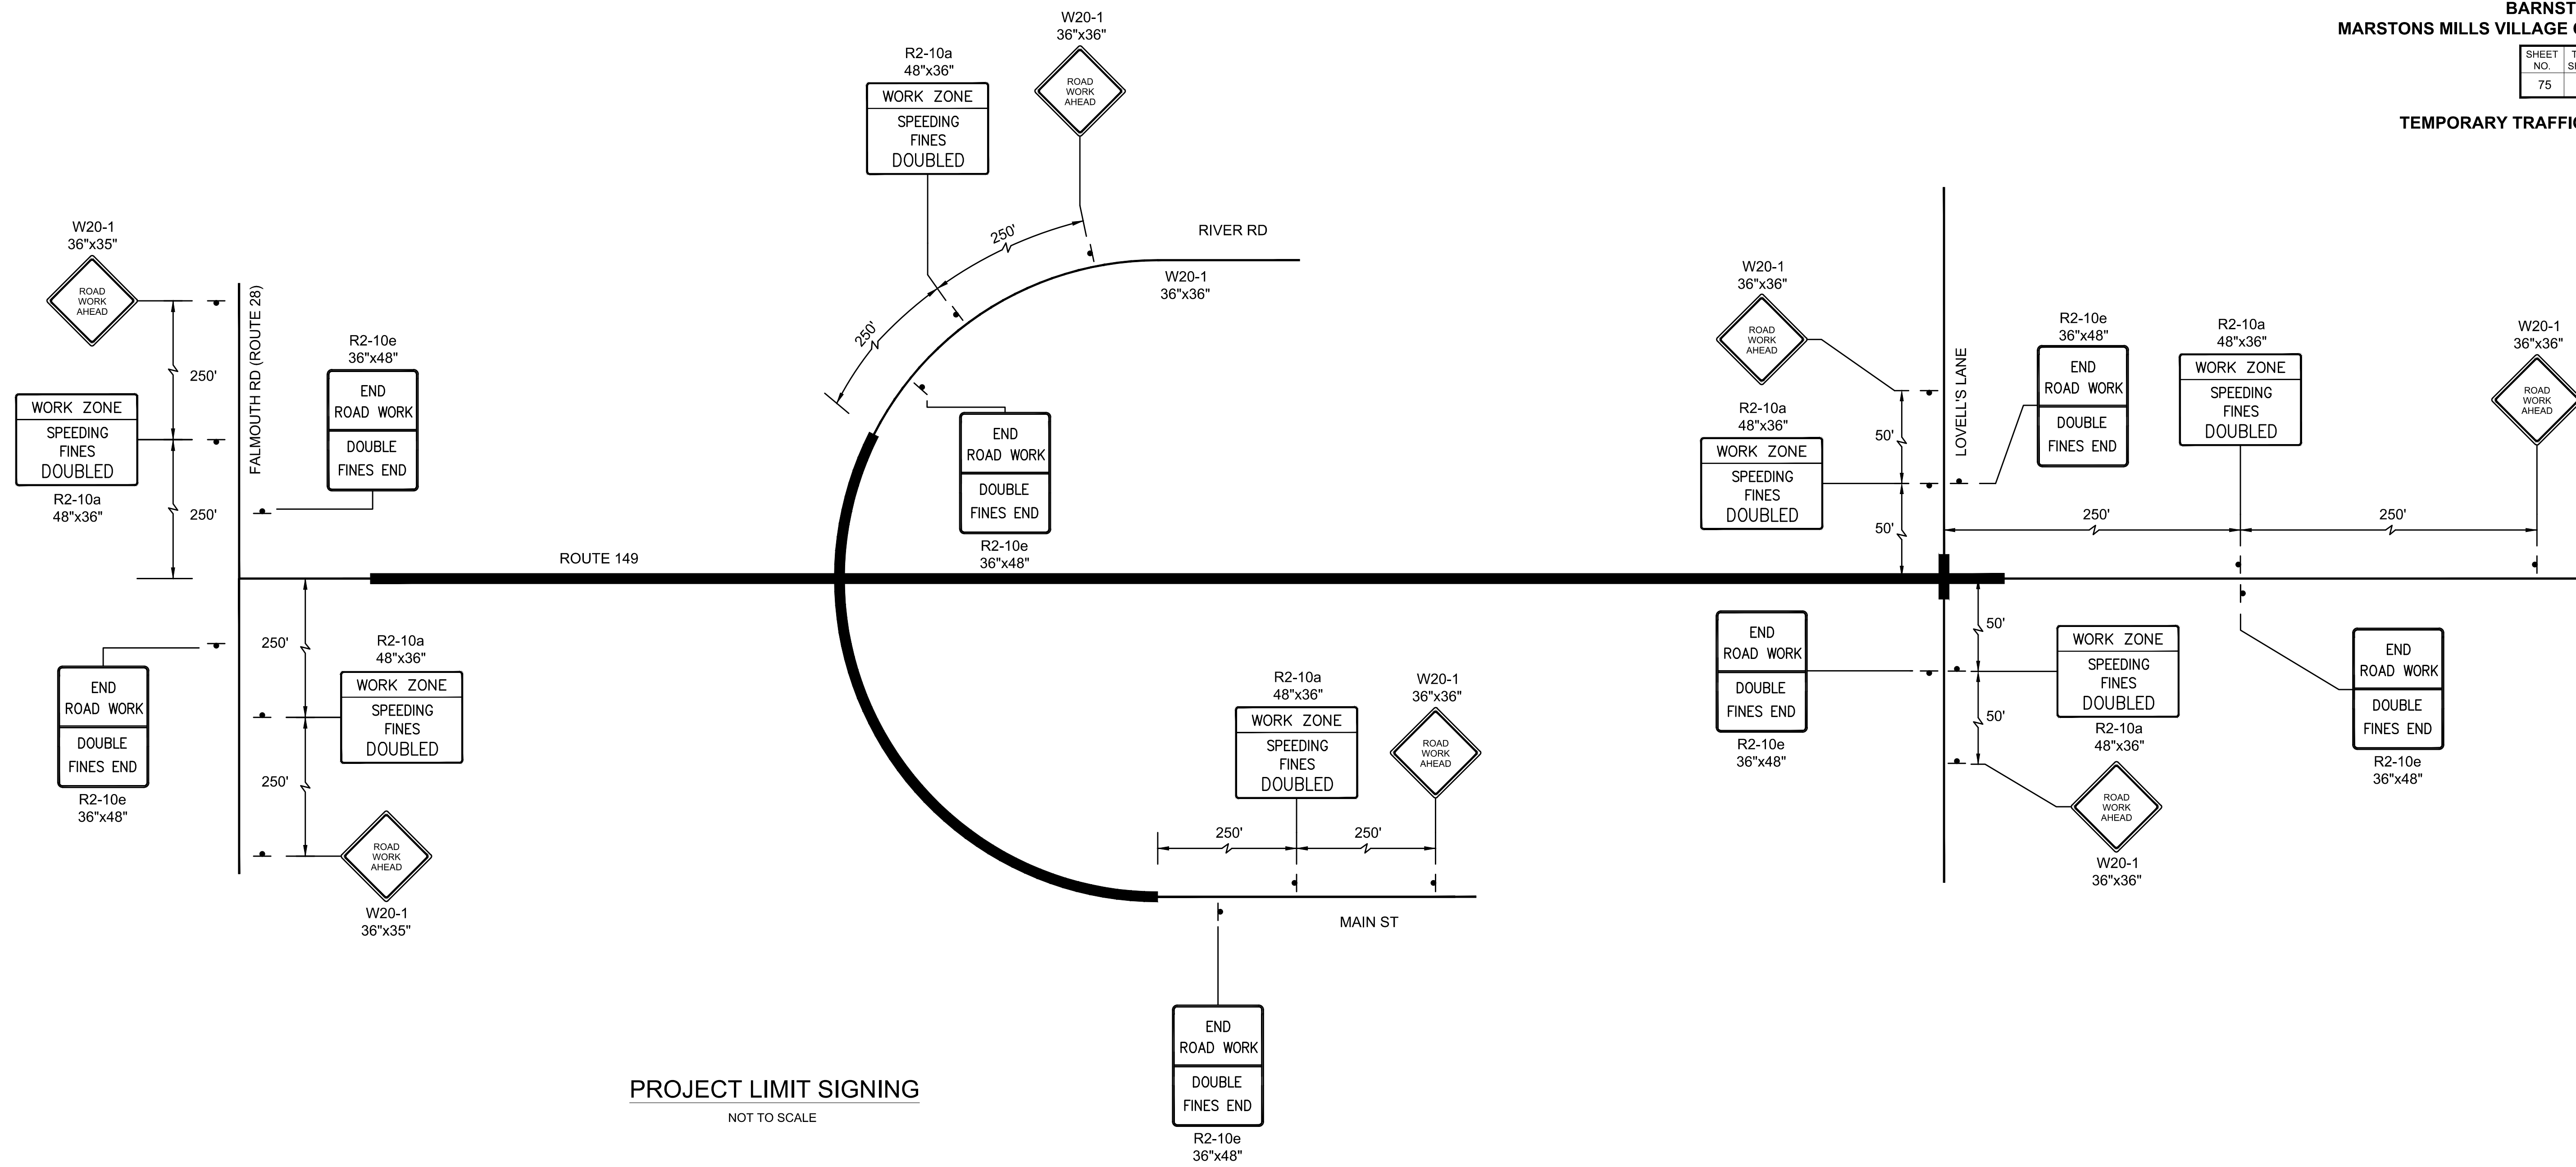 BARNST
MARSTONS MILLS VILLAGE
SHEET NO.
75
TEMPORARY TRAFFI
W20-1
36"x36"
ROAD
WORK
AHEAD
R2-10a
48"x36"
WORK ZONE
SPEEDING
FINES
DOUBLED
250'
250'
RIVER RD
W20-1
36"x36"
END
ROAD WORK
DOUBLE
FINES END
R2-10e
36"x48"
W20-1
36"x35"
ROAD
WORK
AHEAD
250'
WORK ZONE
SPEEDING
FINES
DOUBLED
R2-10a
48"x36"
250'
FALMOUTH RD (ROUTE 28)
R2-10e
36"x48"
END
ROAD WORK
DOUBLE
FINES END
ROUTE 149
END
ROAD WORK
DOUBLE
FINES END
R2-10e
36"x48"
250'
R2-10a
48"x36"
WORK ZONE
SPEEDING
FINES
DOUBLED
250'
ROAD
WORK
AHEAD
W20-1
36"x35"
R2-10a
48"x36"
WORK ZONE
SPEEDING
FINES
DOUBLED
W20-1
36"x36"
ROAD
WORK
AHEAD
250'
250'
MAIN ST
END
ROAD WORK
DOUBLE
FINES END
R2-10e
36"x48"
W20-1
36"x36"
ROAD
WORK
AHEAD
R2-10a
48"x36"
WORK ZONE
SPEEDING
FINES
DOUBLED
50'
50'
LOVELL'S LANE
R2-10e
36"x48"
END
ROAD WORK
DOUBLE
FINES END
R2-10a
48"x36"
WORK ZONE
SPEEDING
FINES
DOUBLED
W20-1
36"x36"
ROAD
WORK
AHEAD
250'
250'
END
ROAD WORK
DOUBLE
FINES END
R2-10e
36"x48"
50'
50'
WORK ZONE
SPEEDING
FINES
DOUBLED
R2-10a
48"x36"
ROAD
WORK
AHEAD
W20-1
36"x36"
END
ROAD WORK
DOUBLE
FINES END
R2-10e
36"x48"
PROJECT LIMIT SIGNING
NOT TO SCALE